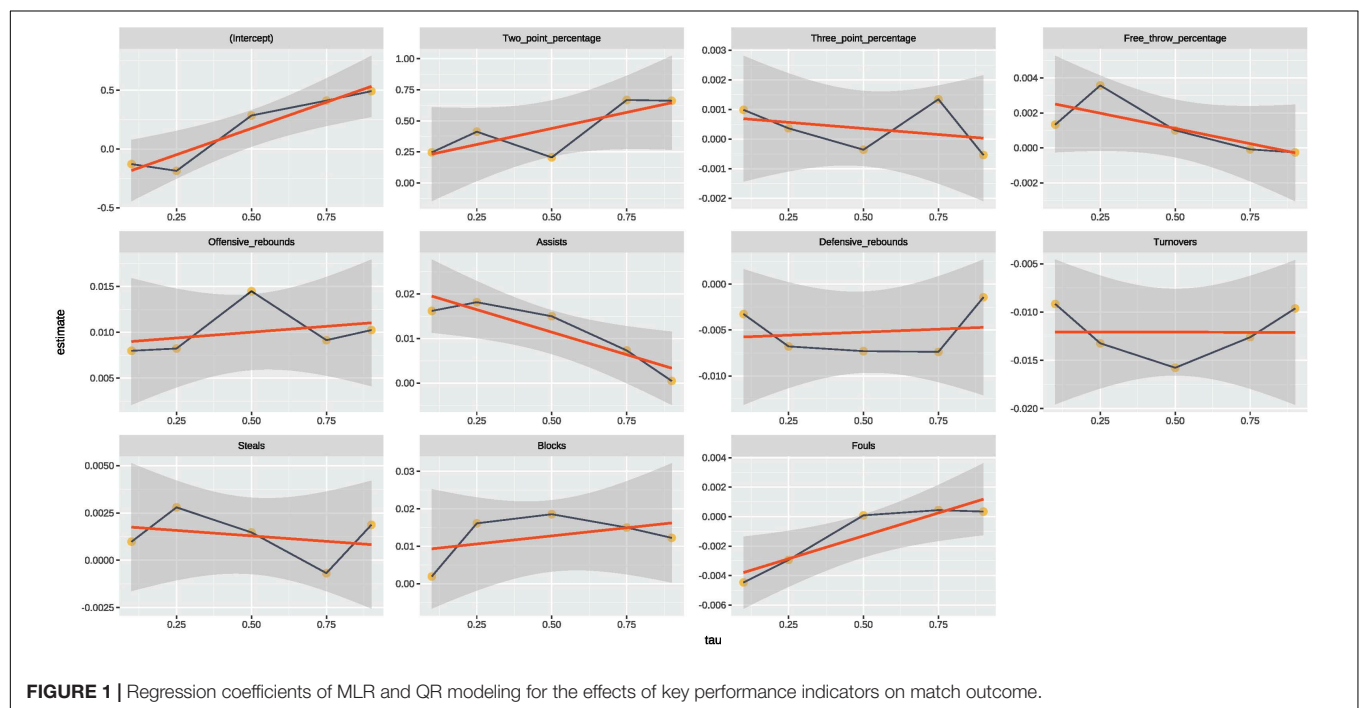 (Intercept)
Two_point_percentage
Three_point_percentage
Free_throw_percentage
0.5
0.0
-0.5
0.25 0.50 0.75
1.00
0.75
0.50
0.25
0.00
0.25 0.50 0.75
0.003
0.002
0.001
0.000
-0.001
-0.002
0.25 0.50 0.75
0.004
0.002
0.000
-0.002
0.25 0.50 0.75
estimate
Offensive_rebounds
Assists
Defensive_rebounds
Turnovers
0.015
0.010
0.005
0.25 0.50 0.75
0.02
0.01
0.00
0.25 0.50 0.75
0.000
-0.005
-0.010
0.25 0.50 0.75
-0.005
-0.010
-0.015
-0.020
0.25 0.50 0.75
Steals
Blocks
Fouls
0.0050
0.0025
0.0000
-0.0025
0.25 0.50 0.75
0.03
0.02
0.01
0.00
0.25 0.50 0.75
0.004
0.002
0.000
-0.002
-0.004
-0.006
0.25 0.50 0.75
tau
FIGURE 1 | Regression coefficients of MLR and QR modeling for the effects of key performance indicators on match outcome.